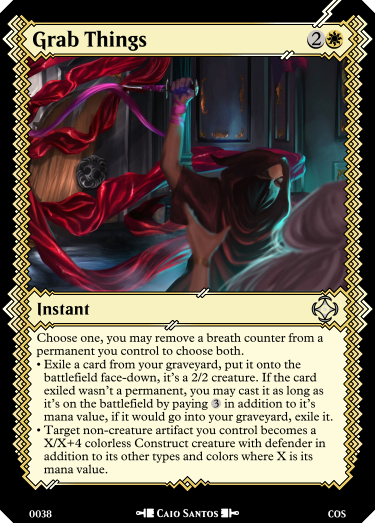 Grab Things 2
Instant
Choose one, you may remove a breath counter from a
permanent you control to choose both.
• Exile a card from your graveyard, put it onto the
battlefield face-down, it's a 2/2 creature. If the card
exiled wasn't a permanent, you may cast it as long as
it's on the battlefield by paying 3 in addition to it's
mana value, if it would go into your graveyard, exile it.
• Target non-creature artifact you control becomes a
X/X+4 colorless Construct creature with defender in
addition to its other types and colors where X is its
mana value.
0038 Caio Santos COS